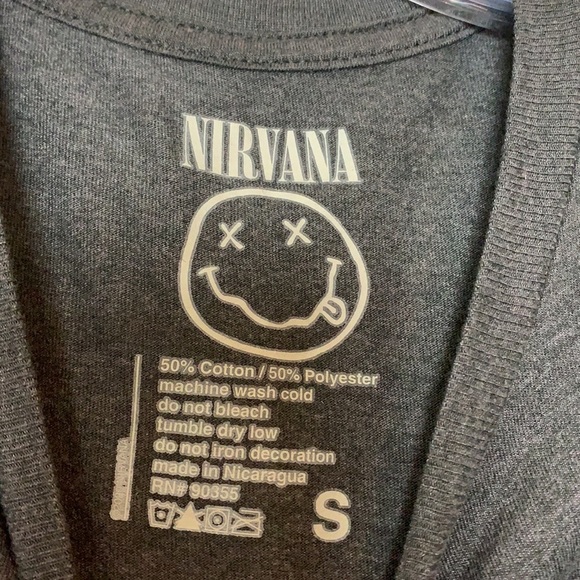 NIRVANA
50% Cotton / 50% Polyester
machine wash cold
do not bleach
tumble dry low
do not iron decoration
made in Nicaragua
RN# 90355
S